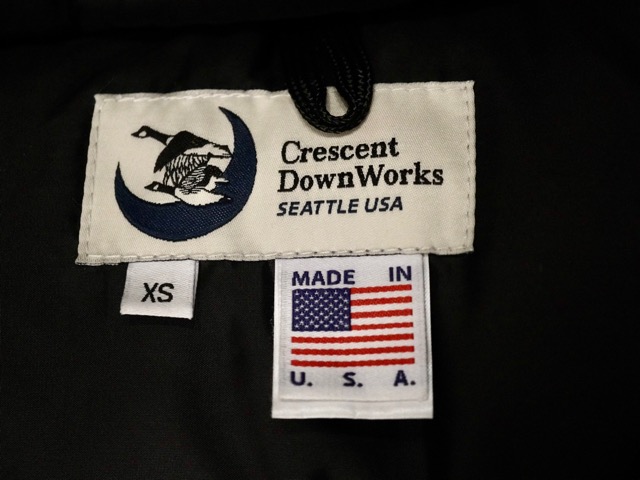 Crescent
DownWorks
SEATTLE USA
XS
MADE IN
U. S. A.